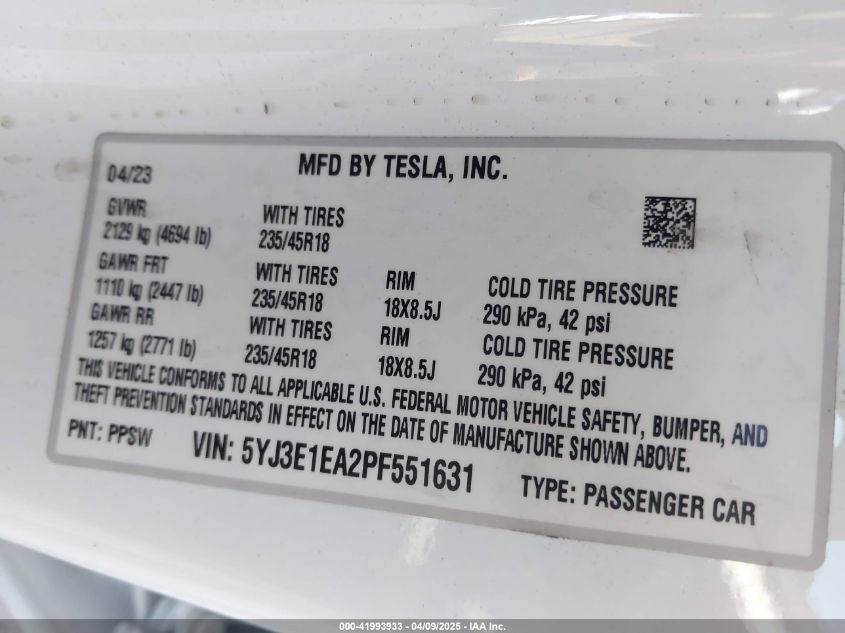 04/23
MFD BY TESLA, INC.
GVWR
2129 kg (4694 lb)
WITH TIRES
235/45R18
GAWR FRT
1110 kg (2447 lb)
WITH TIRES
235/45R18
RIM
18X8.5J
COLD TIRE PRESSURE
290 kPa, 42 psi
GAWR RR
1257 kg (2771 lb)
WITH TIRES
235/45R18
RIM
18X8.5J
COLD TIRE PRESSURE
290 kPa, 42 psi
THIS VEHICLE CONFORMS TO ALL APPLICABLE U.S. FEDERAL MOTOR VEHICLE SAFETY, BUMPER, AND
THEFT PREVENTION STANDARDS IN EFFECT ON THE DATE OF MANUFACTURE SHOWN ABOVE.
PNT: PPSW
VIN: 5YJ3E1EA2PF551631
TYPE: PASSENGER CAR
000-41993933 - 04/09/2025 - IAA Inc.